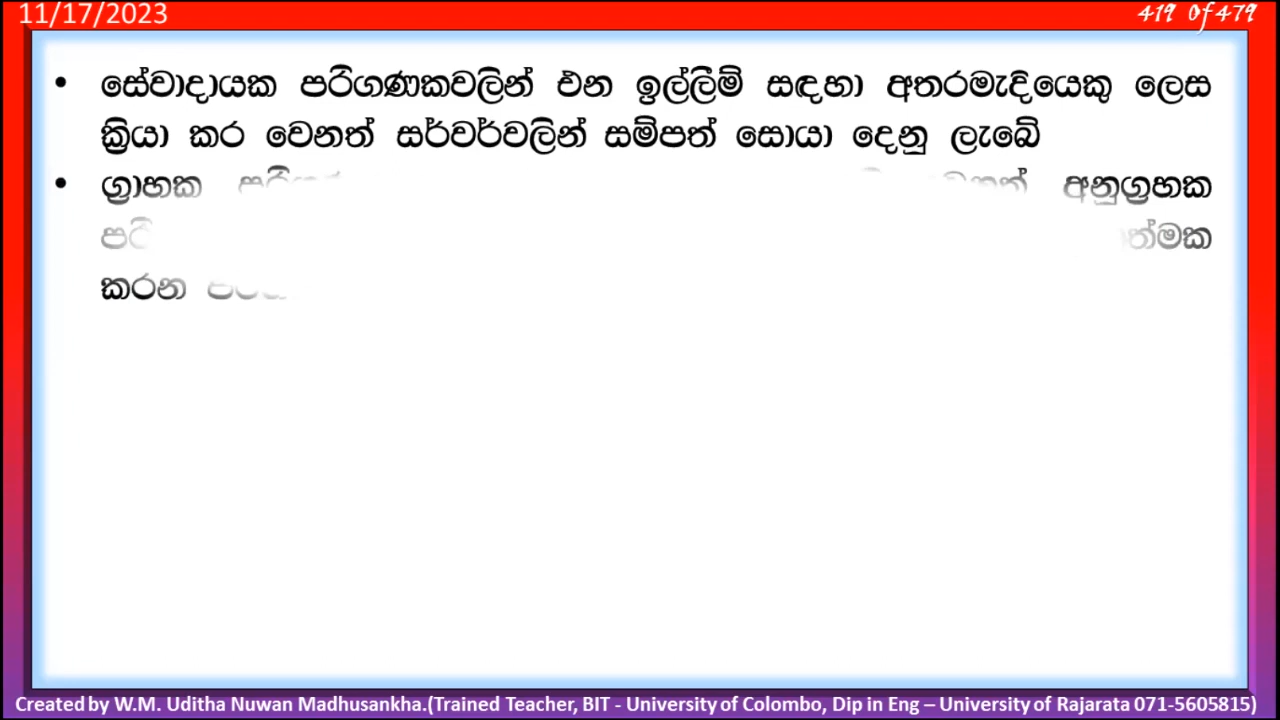 11/17/2023
419 of 479
• සේවාදායක පරිගණකවලින් එන ඉල්ලීම් සඳහා අතරමැදියෙකු ලෙස
ක්‍රියා කර වෙනත් සර්වර්වලින් සම්පත් සොයා දෙනු ලැබේ
• ග්‍රාහක අනුග්‍රහක
කරන
Created by W.M. Uditha Nuwan Madhusankha.(Trained Teacher, BIT - University of Colombo, Dip in Eng – University of Rajarata 071-5605815)